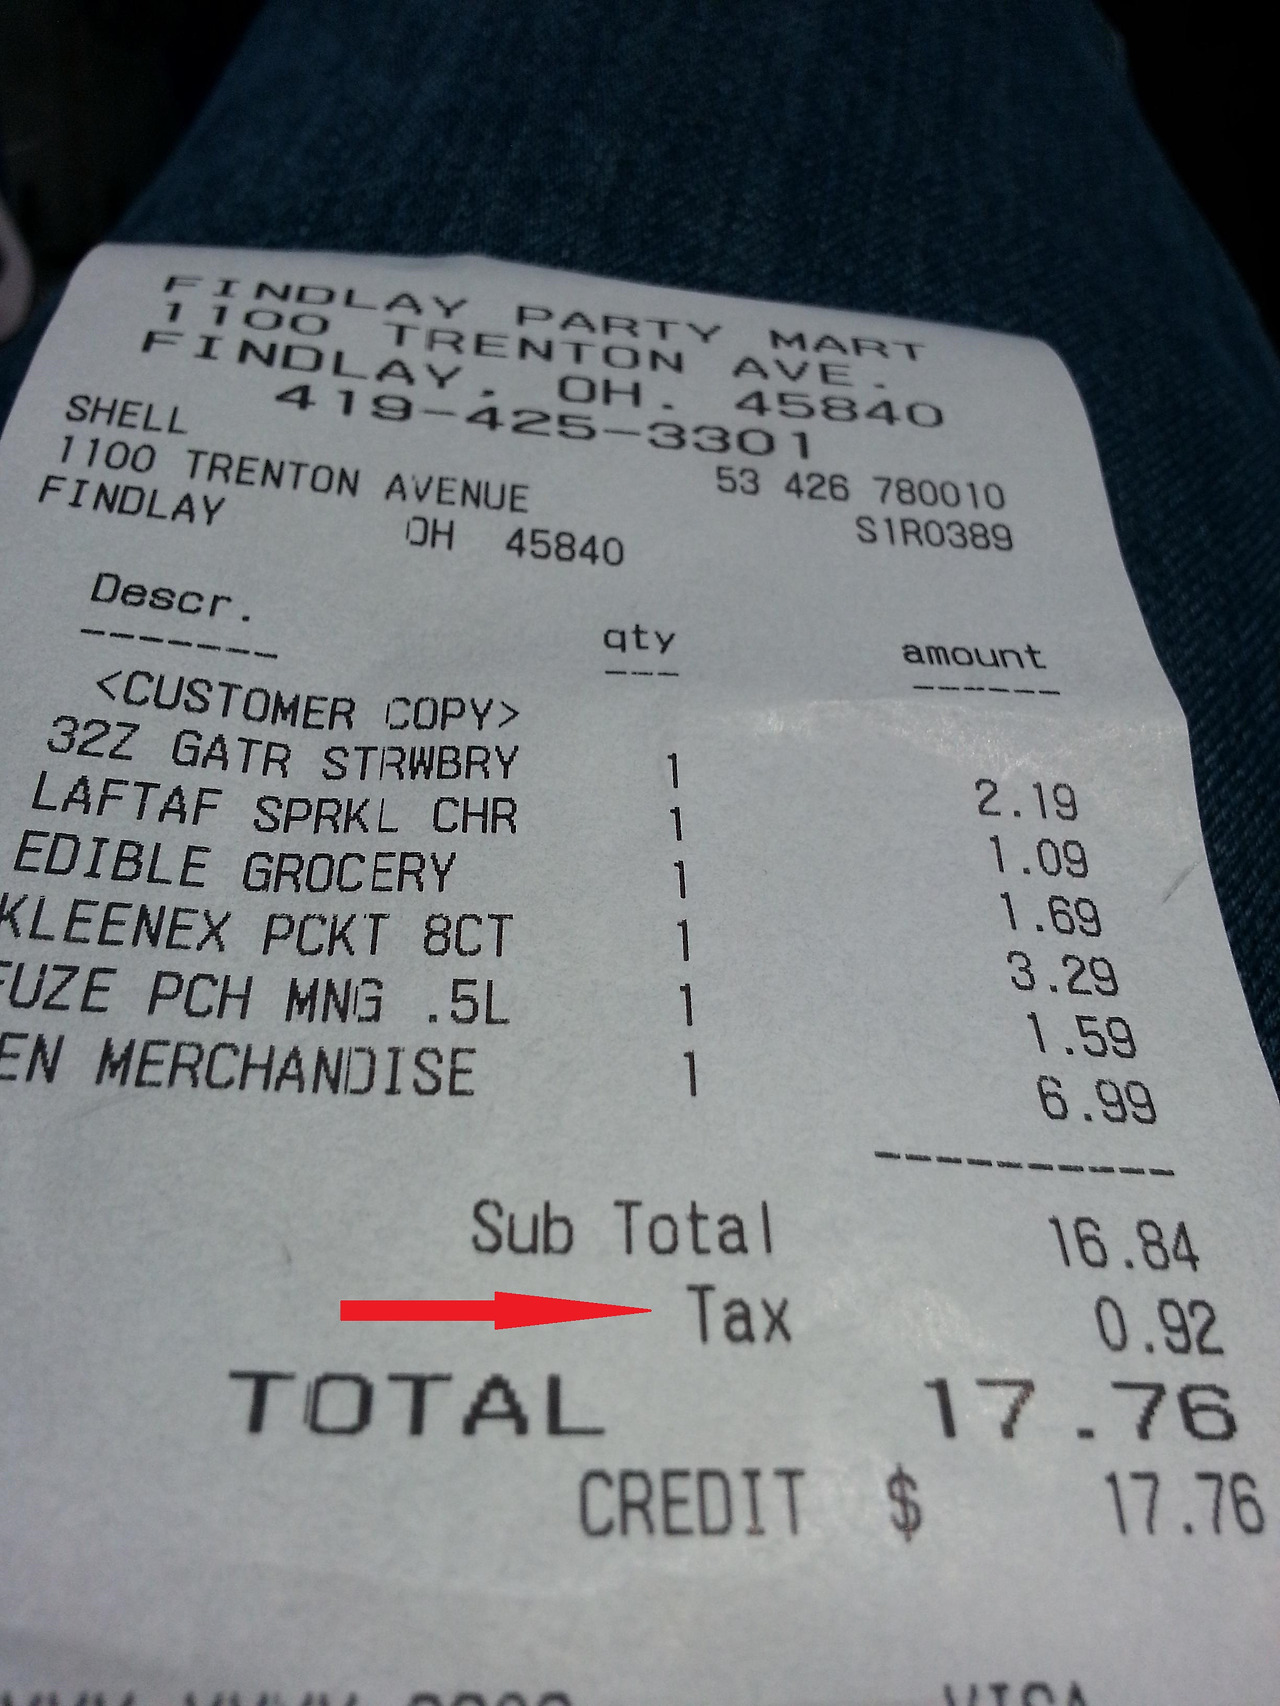 FINDLAY PARTY MART
1100 TRENTON AVE.
FINDLAY, OH. 45840
419-425-3301
SHELL 53 426 780010
1100 TRENTON AVENUE S1R0389
FINDLAY OH 45840
Descr. qty amount
------- --- ------
<CUSTOMER COPY>
32Z GATR STRWBRY 1 2.19
LAFTAF SPRKL CHR 1 1.09
EDIBLE GROCERY 1 1.69
KLEENEX PCKT 8CT 1 3.29
FUZE PCH MNG .5L 1 1.59
EN MERCHANDISE 1 6.99
----------
Sub Total 16.84
Tax 0.92
TOTAL 17.76
CREDIT $ 17.76
VISA